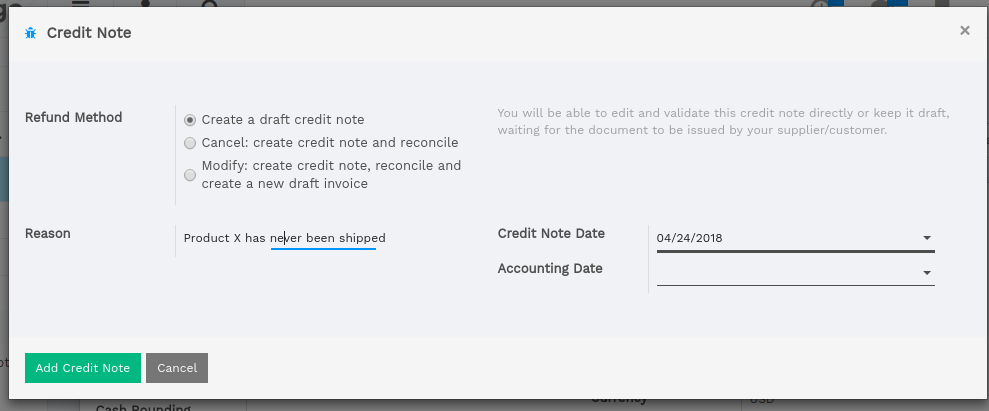 Credit Note
×
Refund Method
Create a draft credit note
Cancel: create credit note and reconcile
Modify: create credit note, reconcile and
create a new draft invoice
You will be able to edit and validate this credit note directly or keep it draft,
waiting for the document to be issued by your supplier/customer.
Reason
Product X has never been shipped
Credit Note Date
04/24/2018
Accounting Date
Add Credit Note
Cancel
Cash Rounding
Currency
USD